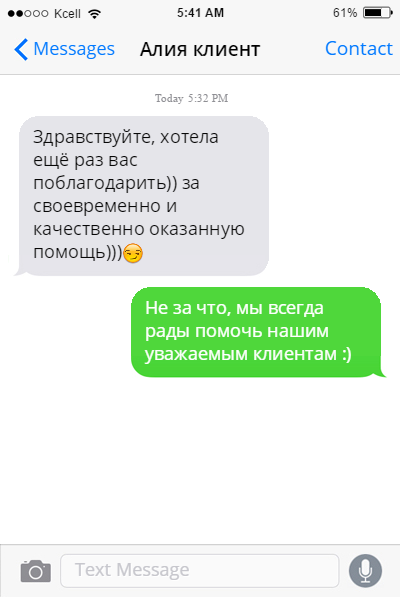 Kcell 5:41 AM 61%
Messages Алия клиент Contact
Today 5:32 PM
Здравствуйте, хотела
ещё раз вас
поблагодарить)) за
своевременно и
качественно оказанную
помощь)))😏
Не за что, мы всегда
рады помочь нашим
уважаемым клиентам :)
Text Message